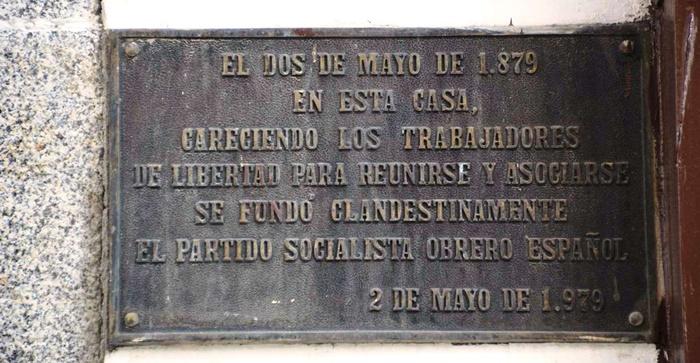 EL DOS DE MAYO DE 1.879
EN ESTA CASA,
CARECIENDO LOS TRABAJADORES
DE LIBERTAD PARA REUNIRSE Y ASOCIARSE
SE FUNDÓ CLANDESTINAMENTE
EL PARTIDO SOCIALISTA OBRERO ESPAÑOL
2 DE MAYO DE 1.979